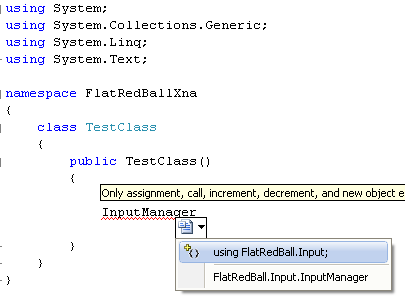 using System;
using System.Collections.Generic;
using System.Linq;
using System.Text;
namespace FlatRedBallXna
{
class TestClass
{
public TestClass()
{
Only assignment, call, increment, decrement, and new object e
InputManager
{} using FlatRedBall.Input;
FlatRedBall.Input.InputManager
}
}
}